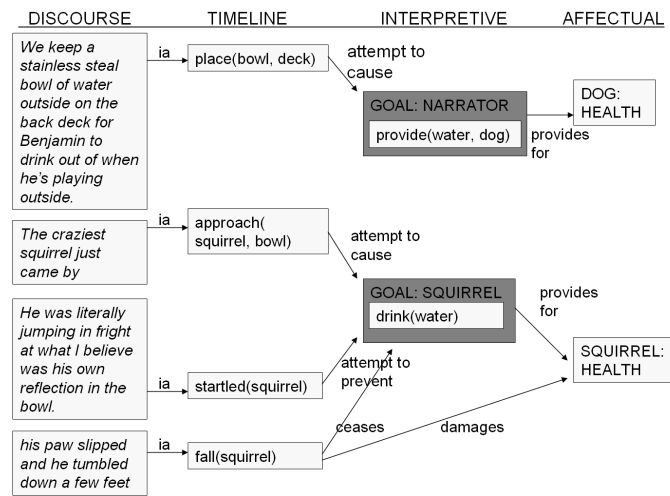 DISCOURSE TIMELINE INTERPRETIVE AFFECTUAL
We keep a
stainless steal
bowl of water
outside on the
back deck for
Benjamin to
drink out of when
he's playing
outside.
ia
place(bowl, deck)
attempt to
cause
GOAL: NARRATOR
provide(water, dog)
provides
for
DOG:
HEALTH
The craziest
squirrel just
came by
ia
approach(
squirrel, bowl)
attempt to
cause
GOAL: SQUIRREL
drink(water)
provides
for
SQUIRREL:
HEALTH
He was literally
jumping in fright
at what I believe
was his own
reflection in the
bowl.
ia
startled(squirrel)
attempt to
prevent
his paw slipped
and he tumbled
down a few feet
ia
fall(squirrel)
ceases
damages